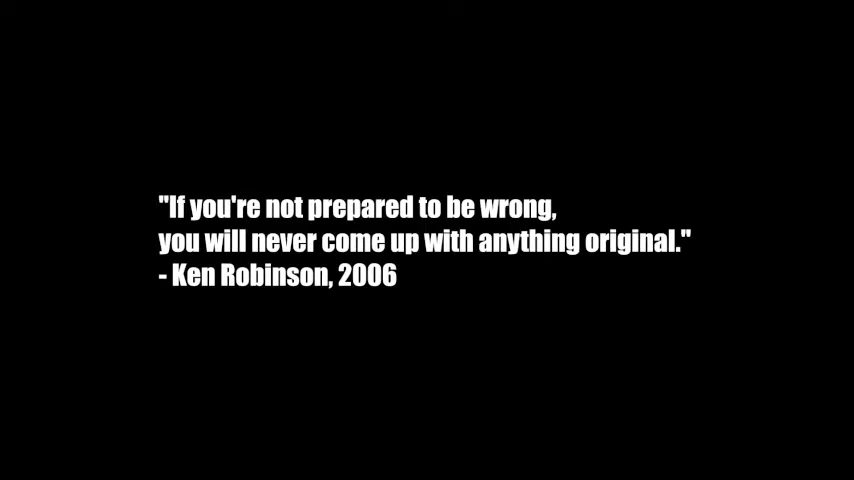 "If you're not prepared to be wrong,
you will never come up with anything original."
- Ken Robinson, 2006